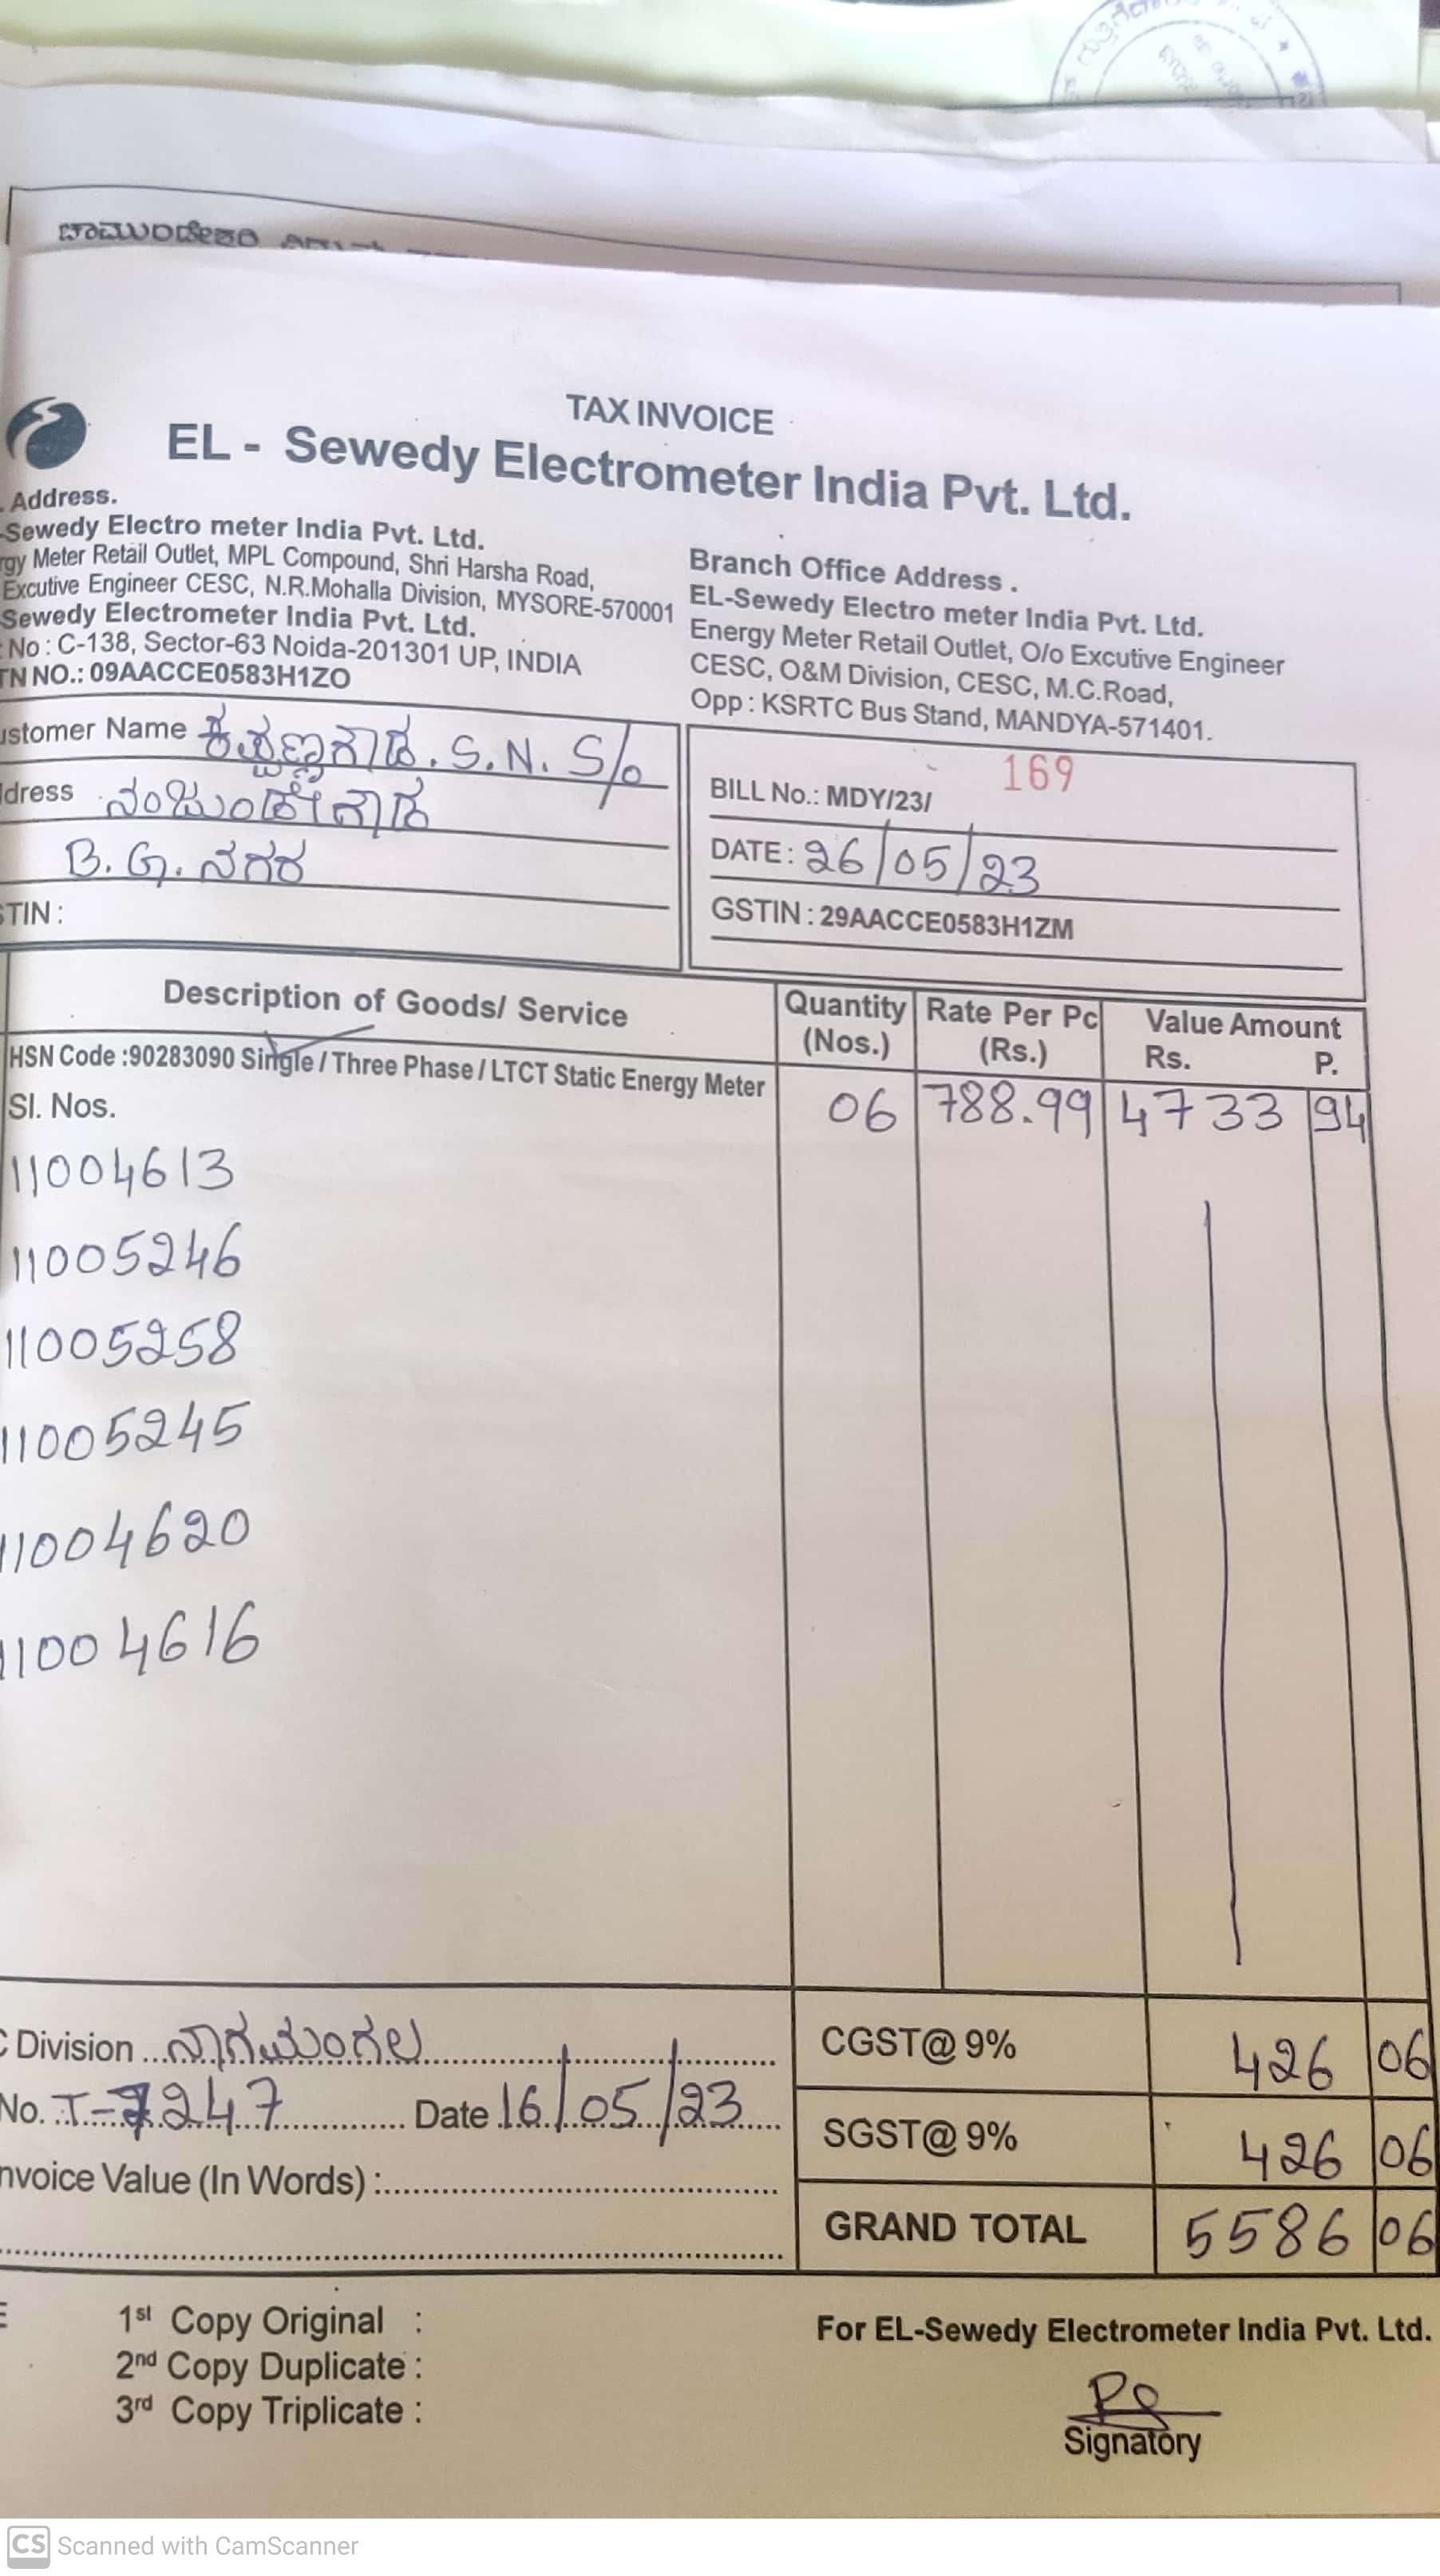 ಚಾಮುಂಡೇಶ್ವರಿ
TAX INVOICE
EL - Sewedy Electrometer India Pvt. Ltd.
Address.
-Sewedy Electro meter India Pvt. Ltd.
rgy Meter Retail Outlet, MPL Compound, Shri Harsha Road,
Excutive Engineer CESC, N.R.Mohalla Division, MYSORE-570001
Sewedy Electrometer India Pvt. Ltd.
No : C-138, Sector-63 Noida-201301 UP, INDIA
TN NO.: 09AACCE0583H1ZO
Branch Office Address .
EL-Sewedy Electro meter India Pvt. Ltd.
Energy Meter Retail Outlet, O/o Excutive Engineer
CESC, O&M Division, CESC, M.C.Road,
Opp : KSRTC Bus Stand, MANDYA-571401.
ustomer Name S.N. S/o
dress ನಂಜುಂಡೇಗೌಡ
B.G. ನಗರ
STIN :
BILL No.: MDY/23/ 169
DATE : 26/05/23
GSTIN : 29AACCE0583H1ZM
Description of Goods/ Service Quantity (Nos.) Rate Per Pc (Rs.) Value Amount Rs. P.
HSN Code :90283090 Single / Three Phase / LTCT Static Energy Meter
Sl. Nos. 06 788.99 4733 94
11004613
11005246
11005258
11005245
11004620
11004616
C Division ... ನಾಗಮಂಗಲ
No. T-7247 Date 16/05/23
nvoice Value (In Words) :
CGST@ 9% 426 06
SGST@ 9% 426 06
GRAND TOTAL 5586 06
E
1st Copy Original :
2nd Copy Duplicate :
3rd Copy Triplicate :
For EL-Sewedy Electrometer India Pvt. Ltd.
Signatory
CS Scanned with CamScanner